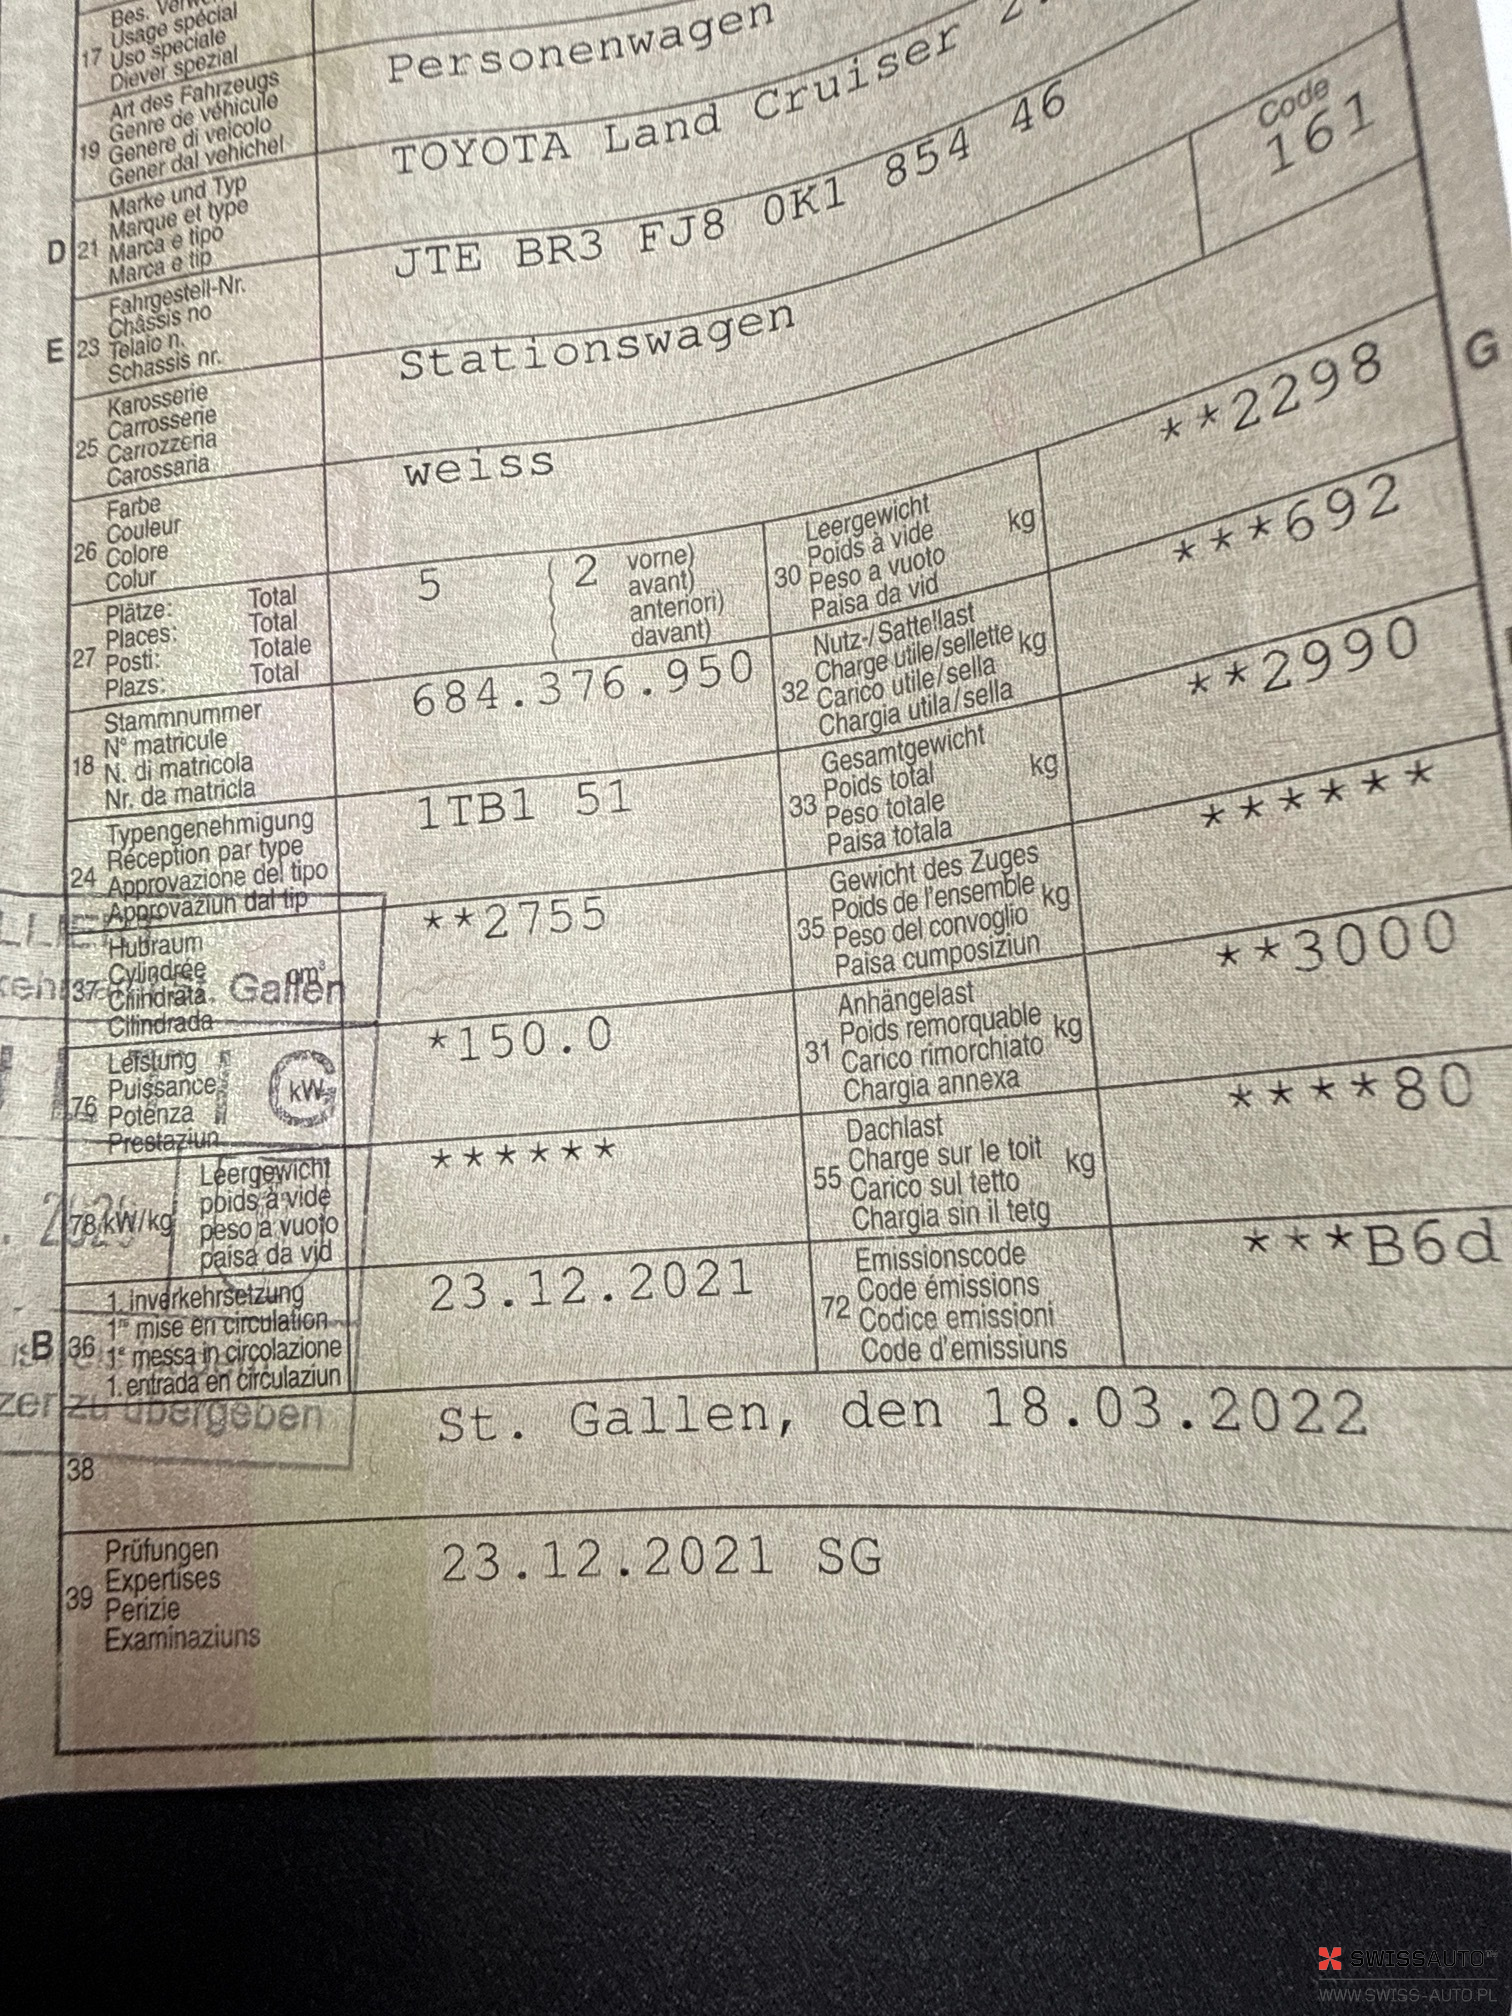 17 Bes.
Usage spécial
Uso speciale
Diever spezial
19 Art des Fahrzeugs
Genre de véhicule
Genere di veicolo
Gener dal vehichel
Personenwagen
D 21 Marke und Typ
Marque et type
Marca e tipo
Marca e tip
TOYOTA Land Cruiser
Code
161
E 23 Fahrgestell-Nr.
Châssis no
Telaio n.
Schassis nr.
JTE BR3 FJ8 0K1 854 46
25 Karosserie
Carrosserie
Carrozzeria
Carossaria
Stationswagen
26 Farbe
Couleur
Colore
Colur
weiss
27 Plätze: Total
Places: Total
Posti: Totale
Plazs: Total
5 ( 2 vorne)
avant)
anteriori)
davant)
30 Leergewicht
Poids à vide
Peso a vuoto
Paisa da vid
kg
**2298
G
18 Stammnummer
N° matricule
N. di matricola
Nr. da matricla
684.376.950
32 Nutz-/Sattellast
Charge utile/sellette
Carico utile/sella
Chargia utila/sella
kg
***692
24 Typengenehmigung
Réception par type
Approvazione del tipo
Approvaziun dal tip
1TB1 51
33 Gesamtgewicht
Poids total
Peso totale
Paisa totala
kg
**2990
37 Hubraum
Cylindrée
Cilindrata
Cilindrada
cm³
Gallen
**2755
35 Gewicht des Zuges
Poids de l'ensemble
Peso del convoglio
Paisa cumposiziun
kg
******
76 Leistung
Puissance
Potenza
Prestaziun
kW
*150.0
31 Anhängelast
Poids remorquable
Carico rimorchiato
Chargia annexa
kg
**3000
78 kW/kg
Leergewicht
poids à vide
peso a vuoto
paisa da vid
******
55 Dachlast
Charge sur le toit
Carico sul tetto
Chargia sin il tetg
kg
****80
B 36 1. Inverkehrsetzung
1re mise en circulation
1a messa in circolazione
1. entrada en circulaziun
23.12.2021
72 Emissionscode
Code émissions
Codice emissioni
Code d'emissiuns
***B6d
zu übergeben
38 St. Gallen, den 18.03.2022
39 Prüfungen
Expertises
Perizie
Examinaziuns
23.12.2021 SG
SWISSAUTO
WWW.SWISS-AUTO.PL